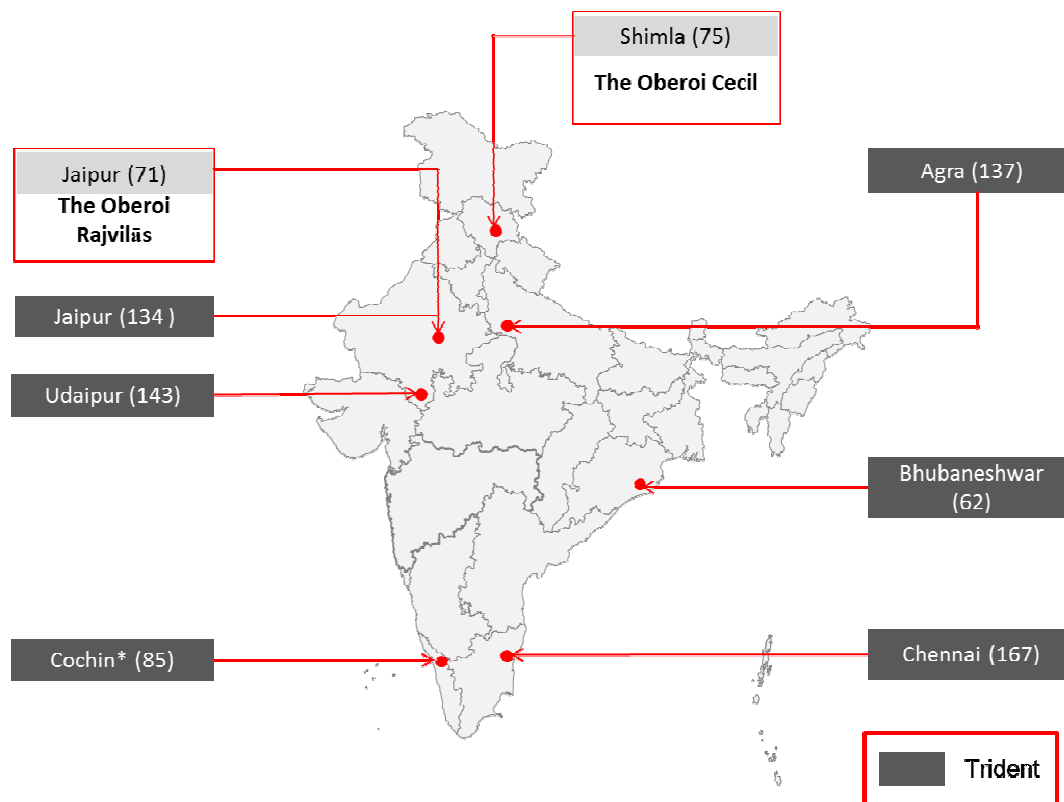 Shimla (75)
The Oberoi Cecil
Jaipur (71)
The Oberoi
Rajvilās
Agra (137)
Jaipur (134 )
Udaipur (143)
Bhubaneshwar
(62)
Cochin* (85)
Chennai (167)
Trident